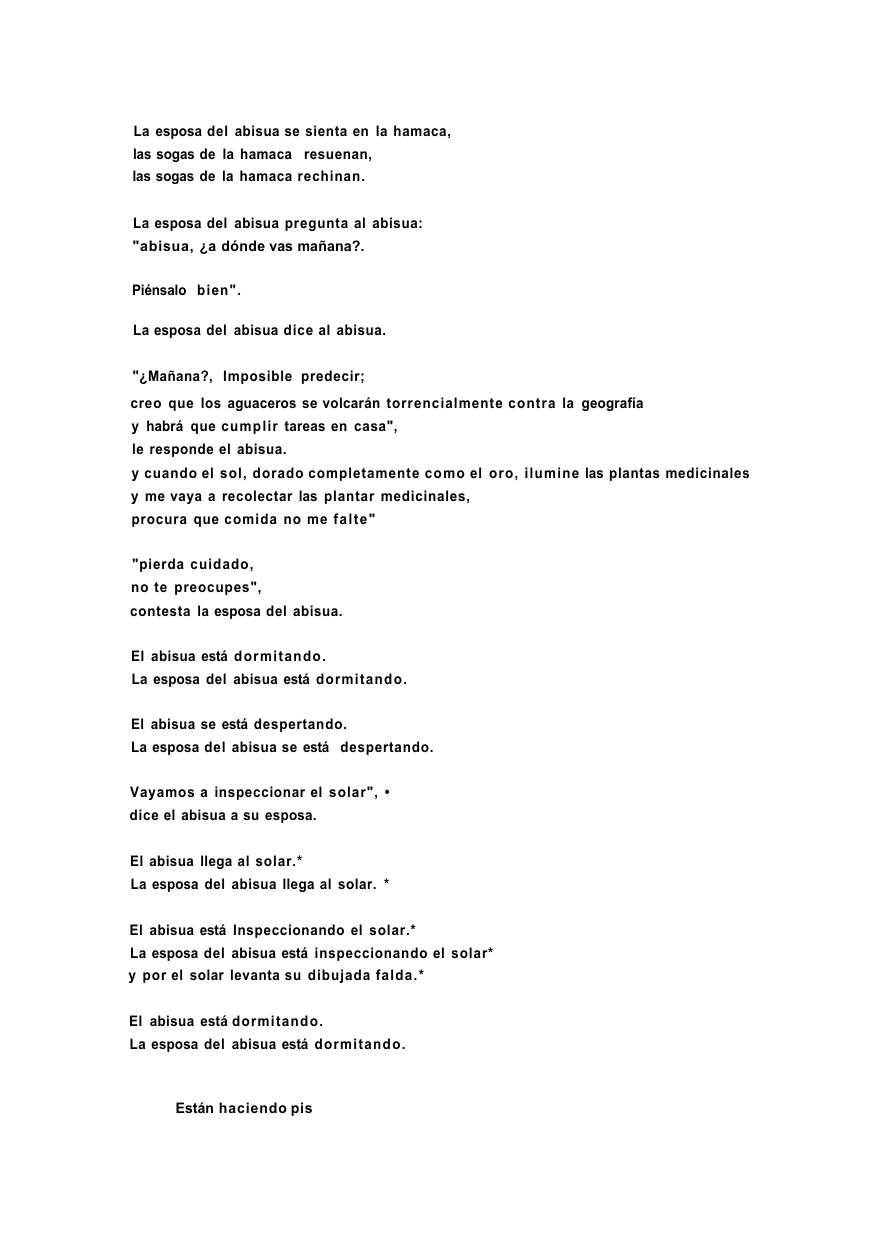 La esposa del abisua se sienta en la hamaca,
las sogas de la hamaca resuenan,
las sogas de la hamaca rechinan.
La esposa del abisua pregunta al abisua:
"abisua, ¿a dónde vas mañana?.
Piénsalo bien".
La esposa del abisua dice al abisua.
"¿Mañana?, Imposible predecir;
creo que los aguaceros se volcarán torrencialmente contra la geografía
y habrá que cumplir tareas en casa",
le responde el abisua.
y cuando el sol, dorado completamente como el oro, ilumine las plantas medicinales
y me vaya a recolectar las plantar medicinales,
procura que comida no me falte"
"pierda cuidado,
no te preocupes",
contesta la esposa del abisua.
El abisua está dormitando.
La esposa del abisua está dormitando.
El abisua se está despertando.
La esposa del abisua se está despertando.
Vayamos a inspeccionar el solar", •
dice el abisua a su esposa.
El abisua llega al solar.*
La esposa del abisua llega al solar. *
El abisua está Inspeccionando el solar.*
La esposa del abisua está inspeccionando el solar*
y por el solar levanta su dibujada falda.*
El abisua está dormitando.
La esposa del abisua está dormitando.
Están haciendo pis